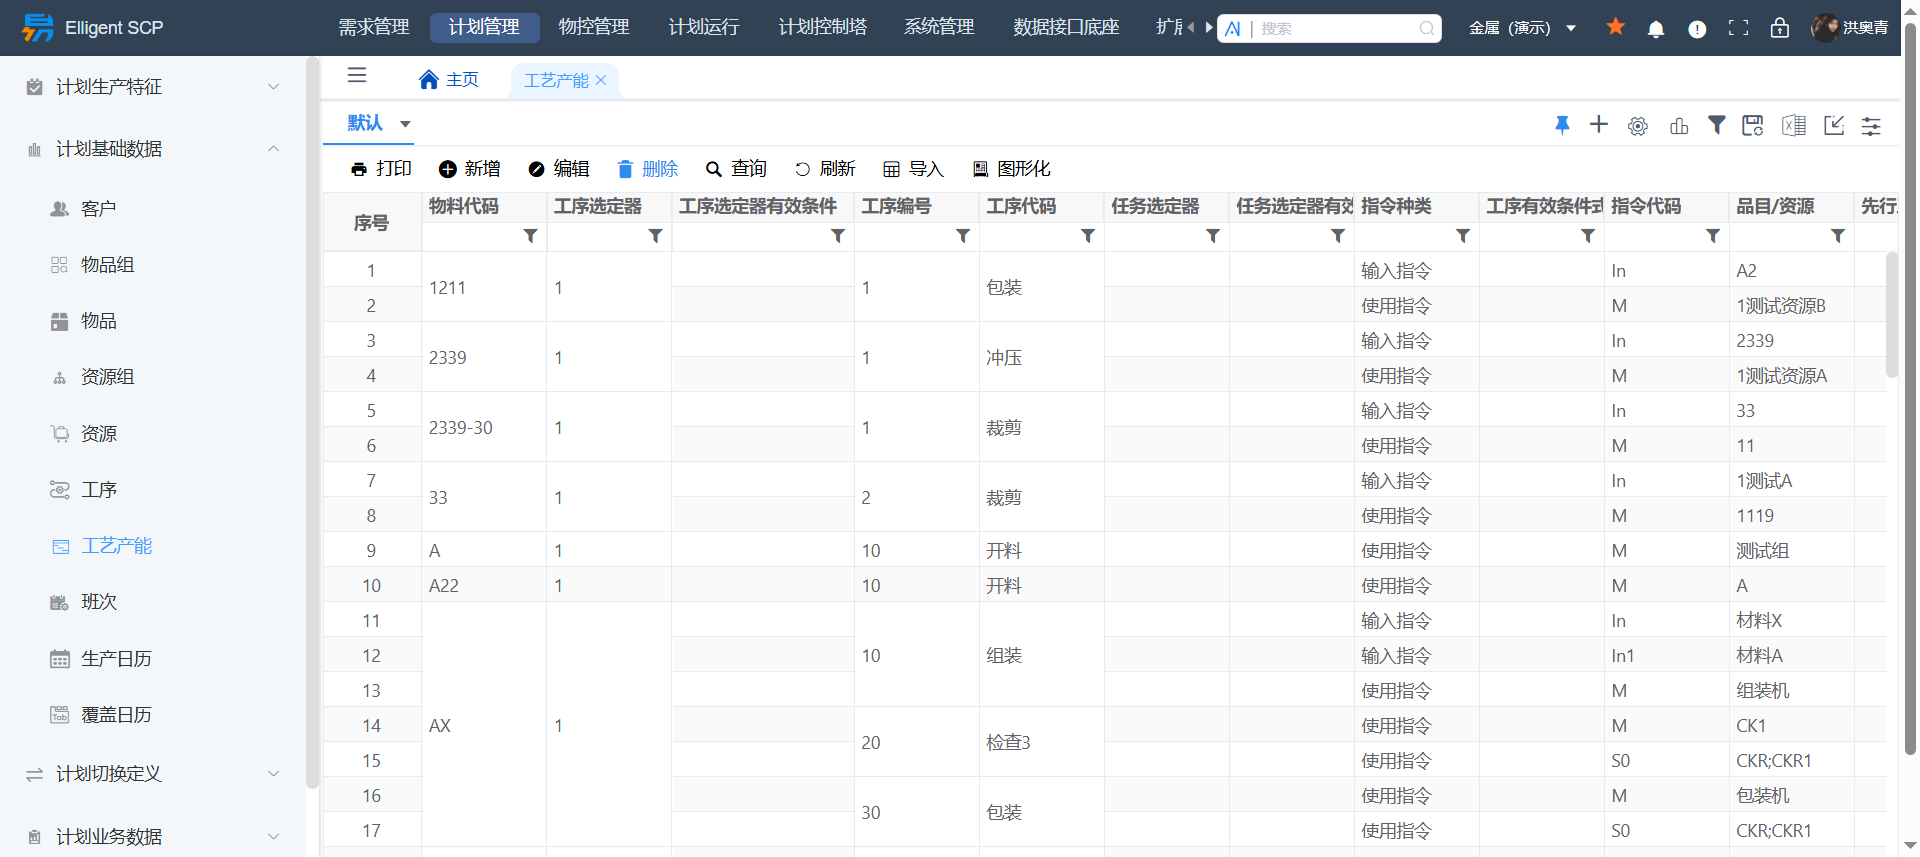 Elligent SCP
需求管理 计划管理 物控管理 计划运行 计划控制塔 系统管理 数据接口底座
AI | 搜索 金属 (演示) 洪奥青
计划生产特征
计划基础数据
客户
物品组
物品
资源组
资源
工序
工艺产能
班次
生产日历
覆盖日历
计划切换定义
计划业务数据
主页 工艺产能
默认
打印 新增 编辑 删除 查询 刷新 导入 图形化
序号 物料代码 工序选定器 工序选定器有效条件 工序编号 工序代码 任务选定器 任务选定器有效 指令种类 工序有效条件式 指令代码 品目/资源 先行
1 1211 1 1 包装 输入指令 In A2
2 使用指令 M 1测试资源B
3 2339 1 1 冲压 输入指令 In 2339
4 使用指令 M 1测试资源A
5 2339-30 1 1 裁剪 输入指令 In 33
6 使用指令 M 11
7 33 1 2 裁剪 输入指令 In 1测试A
8 使用指令 M 1119
9 A 1 10 开料 使用指令 M 测试组
10 A22 1 10 开料 使用指令 M A
11 AX 1 10 组装 输入指令 In 材料X
12 输入指令 In1 材料A
13 使用指令 M 组装机
14 20 检查3 使用指令 M CK1
15 使用指令 S0 CKR;CKR1
16 30 包装 使用指令 M 包装机
17 使用指令 S0 CKR;CKR1